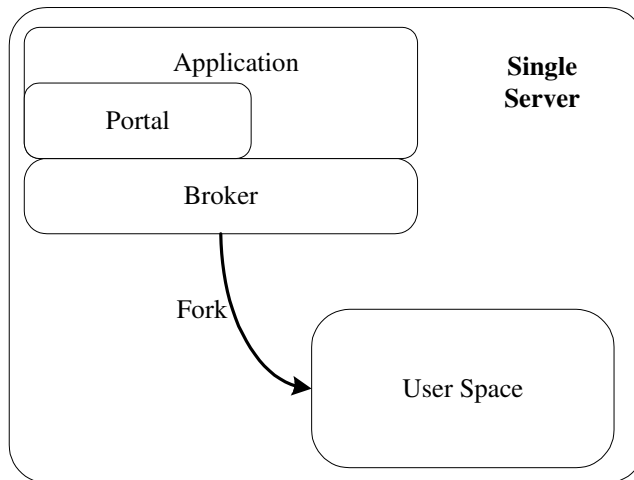 Application
Single
Server
Portal
Broker
Fork
User Space